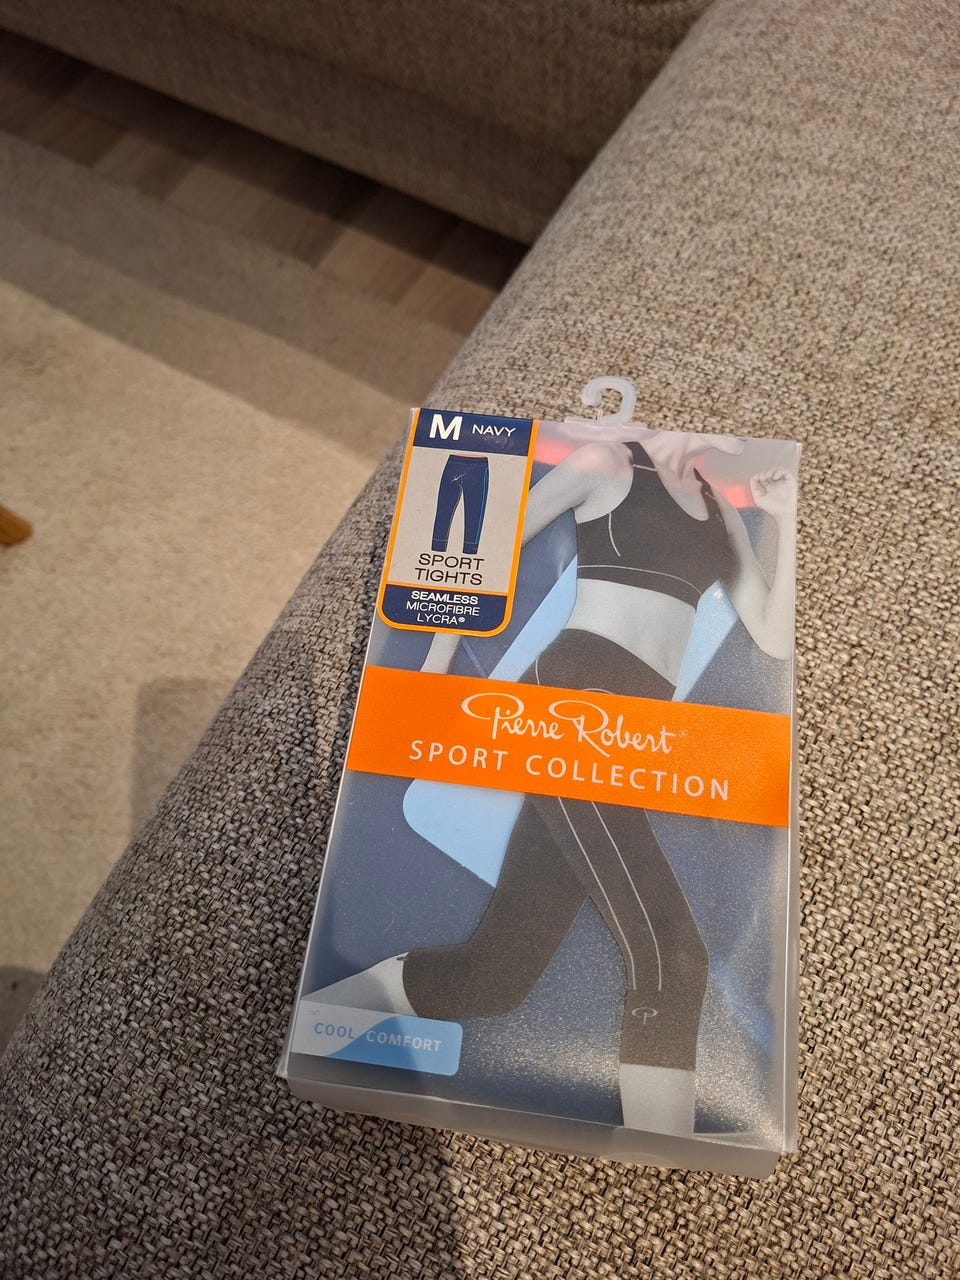 M NAVY
SPORT
TIGHTS
SEAMLESS
MICROFIBRE
LYCRA®
Pierre Robert
SPORT COLLECTION
COOL COMFORT